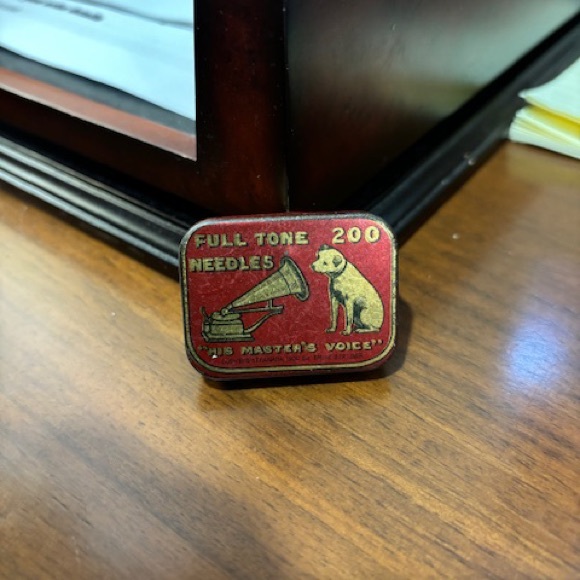 FULL TONE 200
NEEDLES
"HIS MASTER'S VOICE"